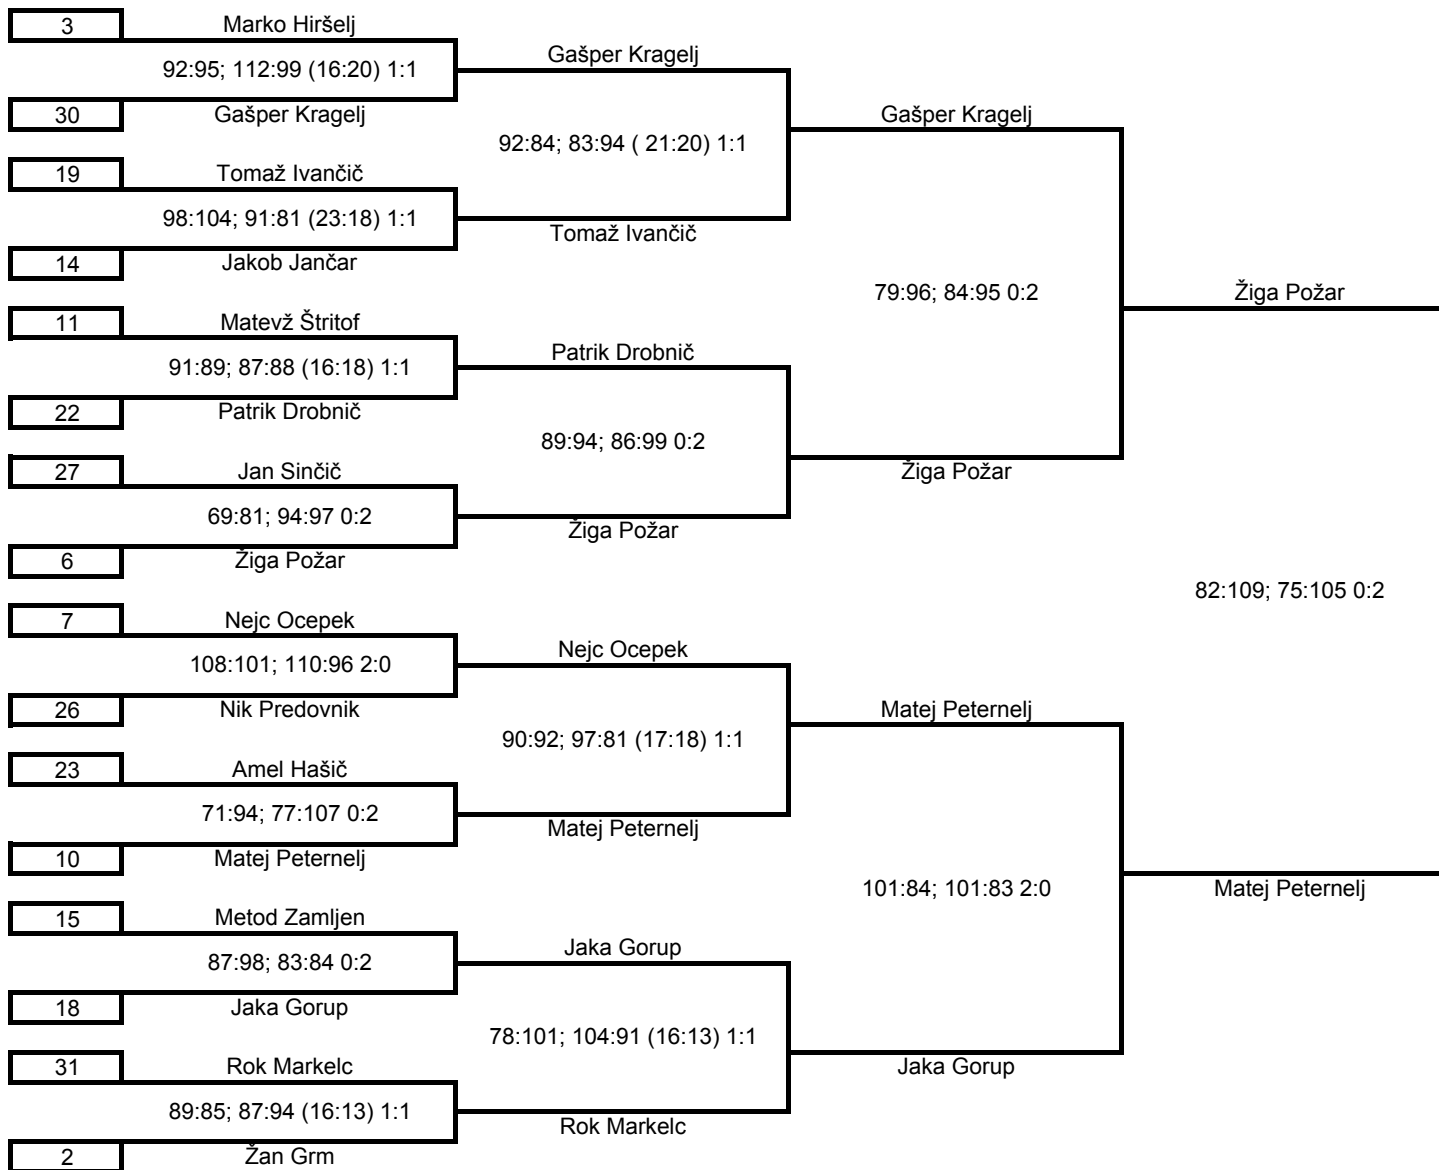 3 Marko Hiršelj
92:95; 112:99 (16:20) 1:1
30 Gašper Kragelj
19 Tomaž Ivančič
98:104; 91:81 (23:18) 1:1
14 Jakob Jančar
11 Matevž Štritof
91:89; 87:88 (16:18) 1:1
22 Patrik Drobnič
27 Jan Sinčič
69:81; 94:97 0:2
6 Žiga Požar
7 Nejc Ocepek
108:101; 110:96 2:0
26 Nik Predovnik
23 Amel Hašič
71:94; 77:107 0:2
10 Matej Peternelj
15 Metod Zamljen
87:98; 83:84 0:2
18 Jaka Gorup
31 Rok Markelc
89:85; 87:94 (16:13) 1:1
2 Žan Grm
Gašper Kragelj
92:84; 83:94 ( 21:20) 1:1
Tomaž Ivančič
Patrik Drobnič
89:94; 86:99 0:2
Žiga Požar
Nejc Ocepek
90:92; 97:81 (17:18) 1:1
Matej Peternelj
Jaka Gorup
78:101; 104:91 (16:13) 1:1
Rok Markelc
Gašper Kragelj
79:96; 84:95 0:2
Žiga Požar
Matej Peternelj
101:84; 101:83 2:0
Jaka Gorup
Žiga Požar
82:109; 75:105 0:2
Matej Peternelj